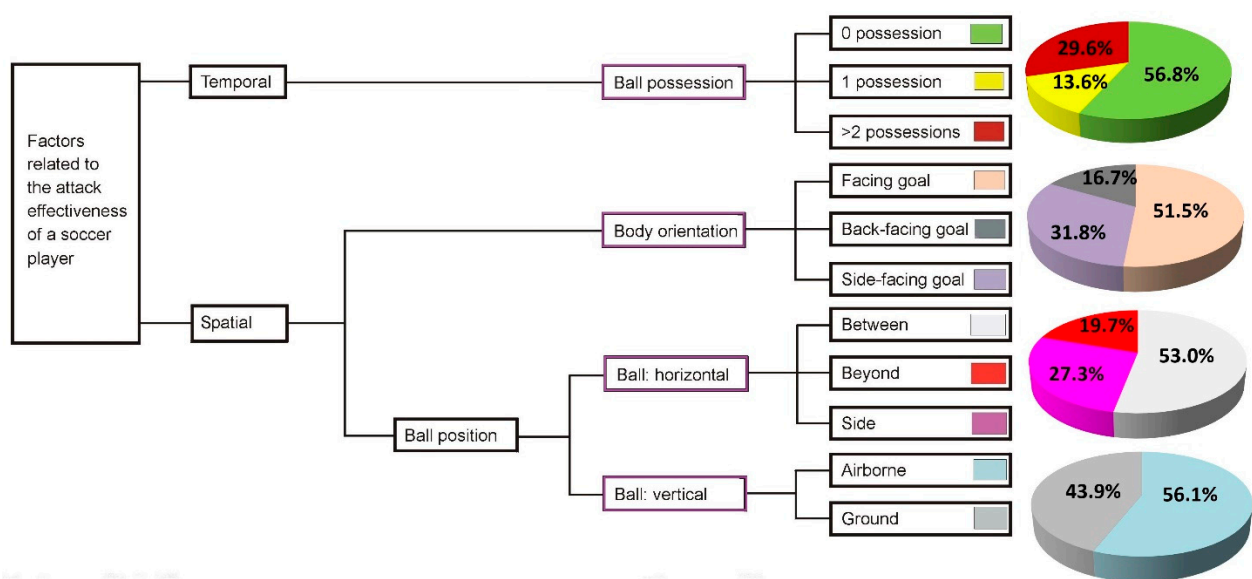 Factors
related to
the attack
effectiveness
of a soccer
player
Temporal
Spatial
Ball position
Ball possession
Body orientation
Ball: horizontal
Ball: vertical
0 possession
1 possession
>2 possessions
Facing goal
Back-facing goal
Side-facing goal
Between
Beyond
Side
Airborne
Ground
29.6%
13.6%
56.8%
16.7%
31.8%
51.5%
19.7%
27.3%
53.0%
43.9%
56.1%